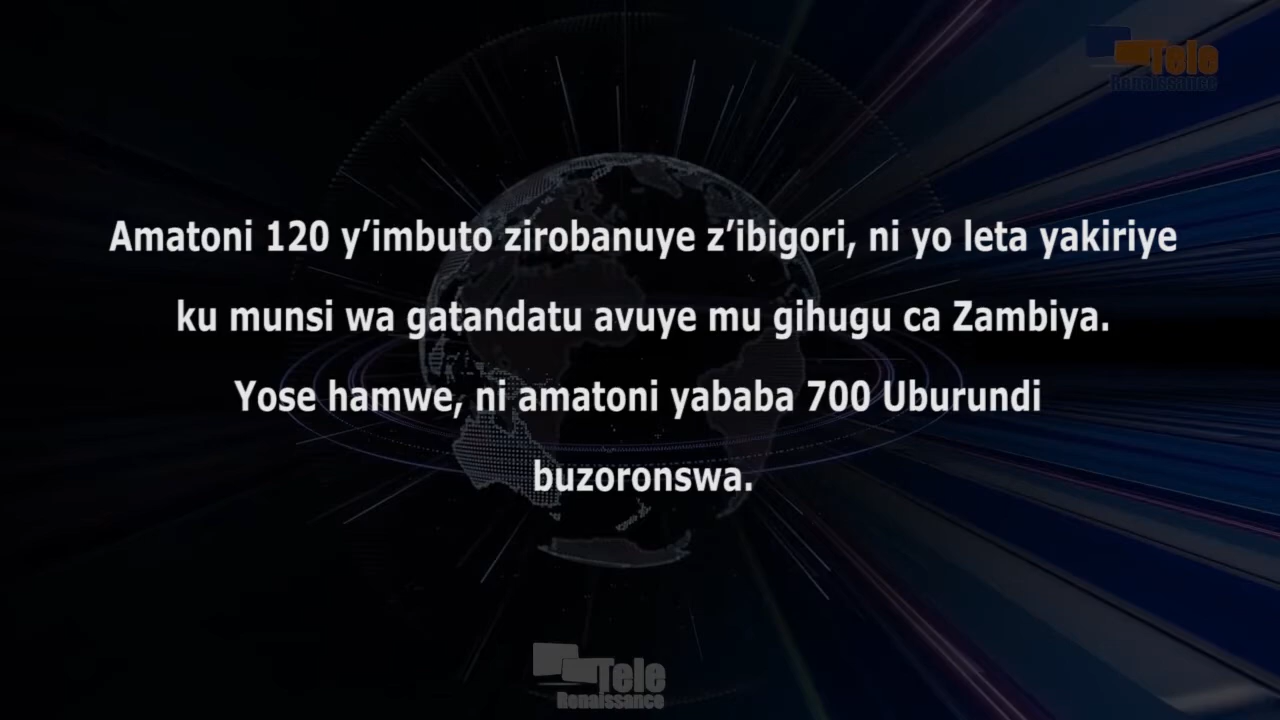 Tele
Renaissance
Amatoni 120 y’imbuto zirobanuye z’ibigori, ni yo leta yakiriye
ku munsi wa gatandatu avuye mu gihugu ca Zambiya.
Yose hamwe, ni amatoni yababa 700 Uburundi
buzoronswa.
Tele
Renaissance